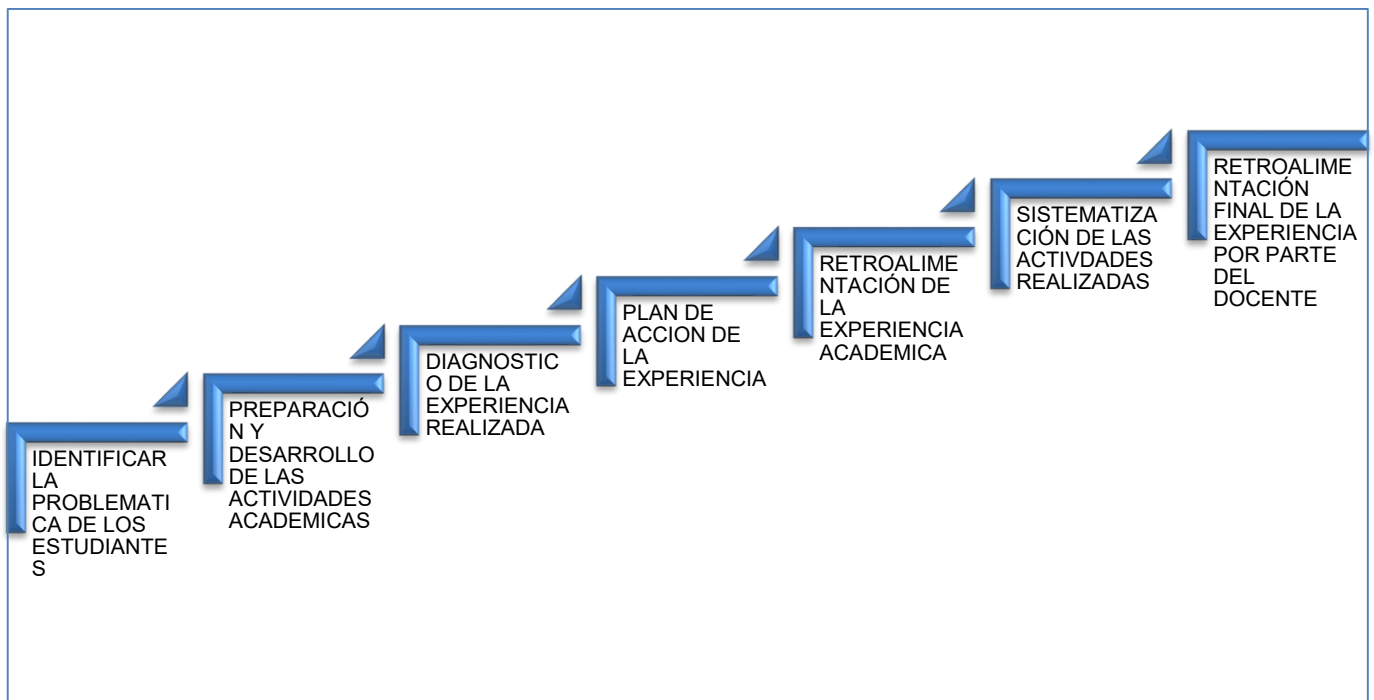 IDENTIFICAR
LA
PROBLEMATI
CA DE LOS
ESTUDIANTE
S
PREPARACIÓ
N Y
DESARROLLO
DE LAS
ACTIVIDADES
ACADEMICAS
DIAGNOSTIC
O DE LA
EXPERIENCIA
REALIZADA
PLAN DE
ACCION DE
LA
EXPERIENCIA
RETROALIME
NTACIÓN DE
LA
EXPERIENCIA
ACADEMICA
SISTEMATIZA
CIÓN DE LAS
ACTIVDADES
REALIZADAS
RETROALIME
NTACIÓN
FINAL DE LA
EXPERIENCIA
POR PARTE
DEL
DOCENTE